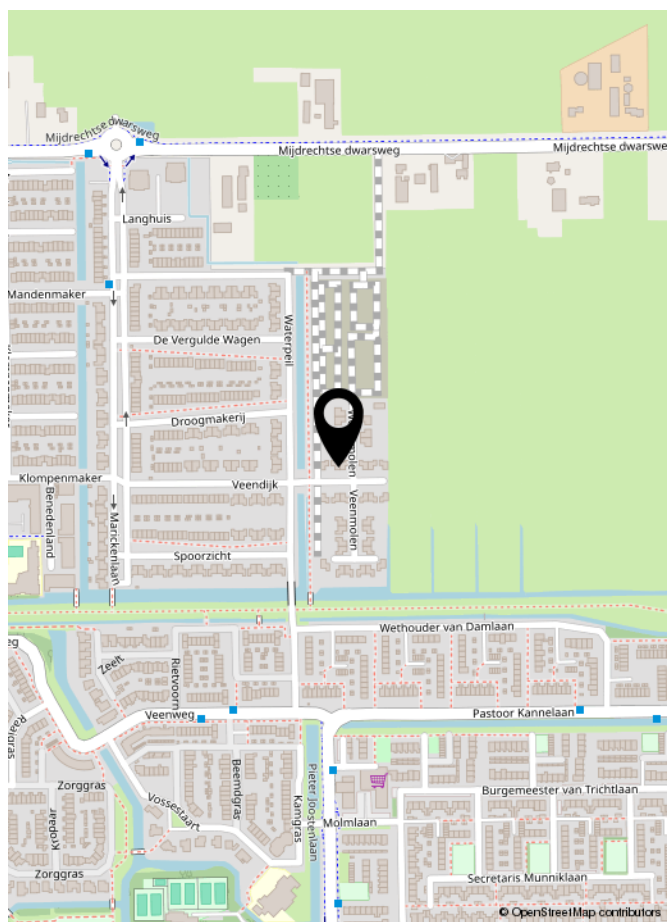 Mijdrechtse dwarsweg
Mijdrechtse dwarsweg
Mijdrechtse dwarsweg
Langhuis
Mandenmaker
Waterpeil
De Vergulde Wagen
Droogmakerij
Klompenmaker
Veendijk
Benedenland
Marickenlaan
Veenmolen
Spoorzicht
Wethouder van Damlaan
Zeelt
Rietvoorn
Veenweg
Pastoor Kannelaan
Raaigras
Zorggras
Beemdgras
Kamgras
Pieter Joostenlaan
Vossestaart
Burgemeester van Trichtlaan
Kropaar
Molmlaan
Zorggras
Secretaris Munniklaan
© OpenStreetMap contributors